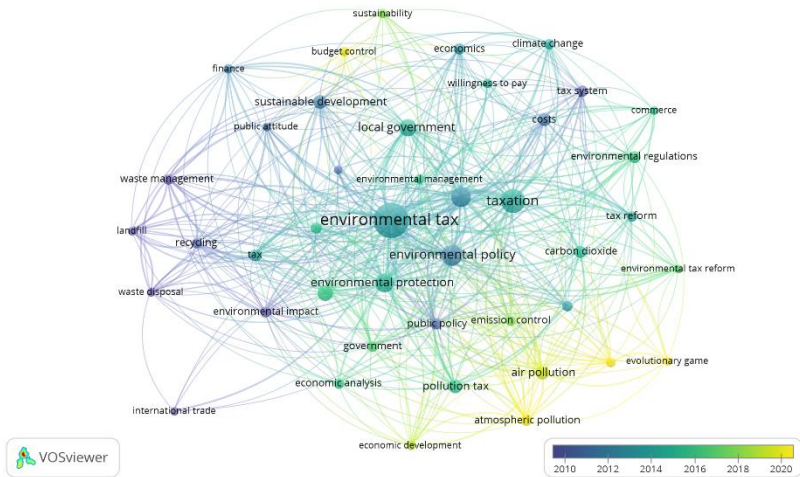 sustainability
budget control
economics
climate change
finance
willingness to pay
tax system
sustainable development
commerce
public attitude
local government
costs
environmental regulations
waste management
environmental management
environmental tax
taxation
landfill
recycling
tax reform
tax
environmental policy
carbon dioxide
environmental tax reform
waste disposal
environmental protection
environmental impact
public policy
emission control
government
air pollution
evolutionary game
economic analysis
pollution tax
international trade
atmospheric pollution
economic development
VOSviewer
2010 2012 2014 2016 2018 2020